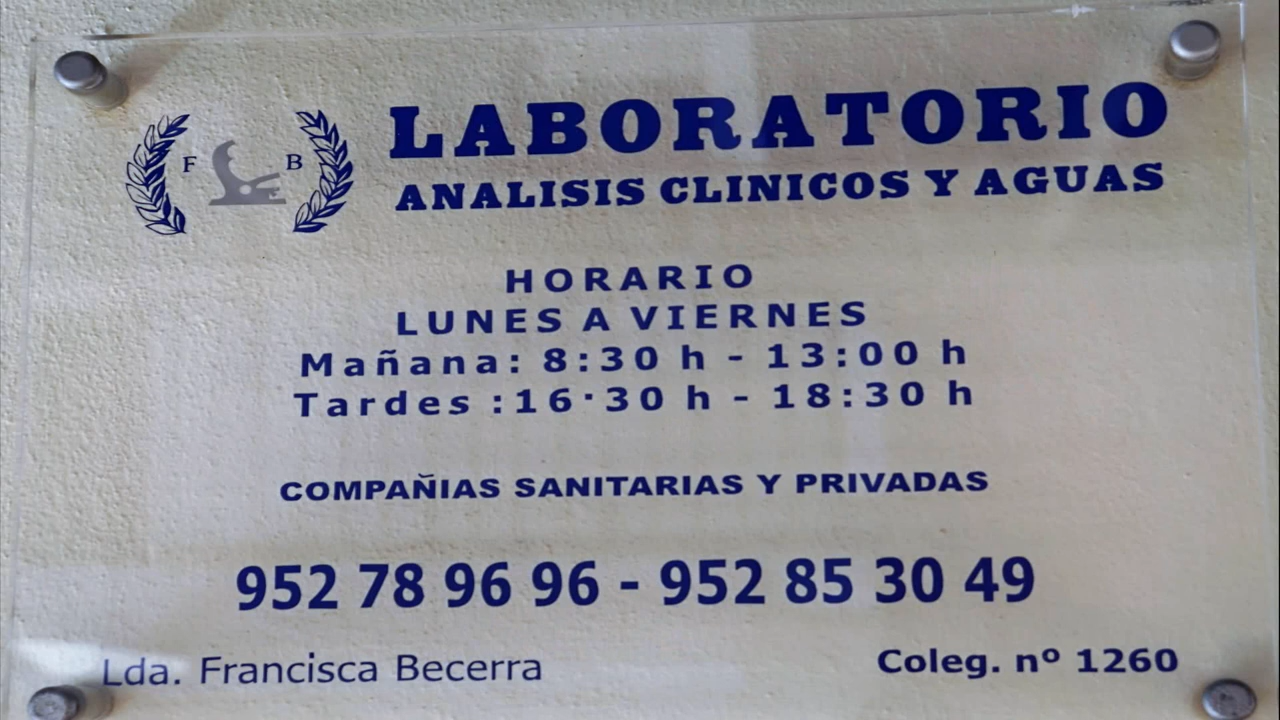 F B
LABORATORIO
ANALISIS CLINICOS Y AGUAS
HORARIO
LUNES A VIERNES
Mañana: 8:30 h - 13:00 h
Tardes :16·30 h - 18:30 h
COMPAÑIAS SANITARIAS Y PRIVADAS
952 78 96 96 - 952 85 30 49
Lda. Francisca Becerra
Coleg. nº 1260